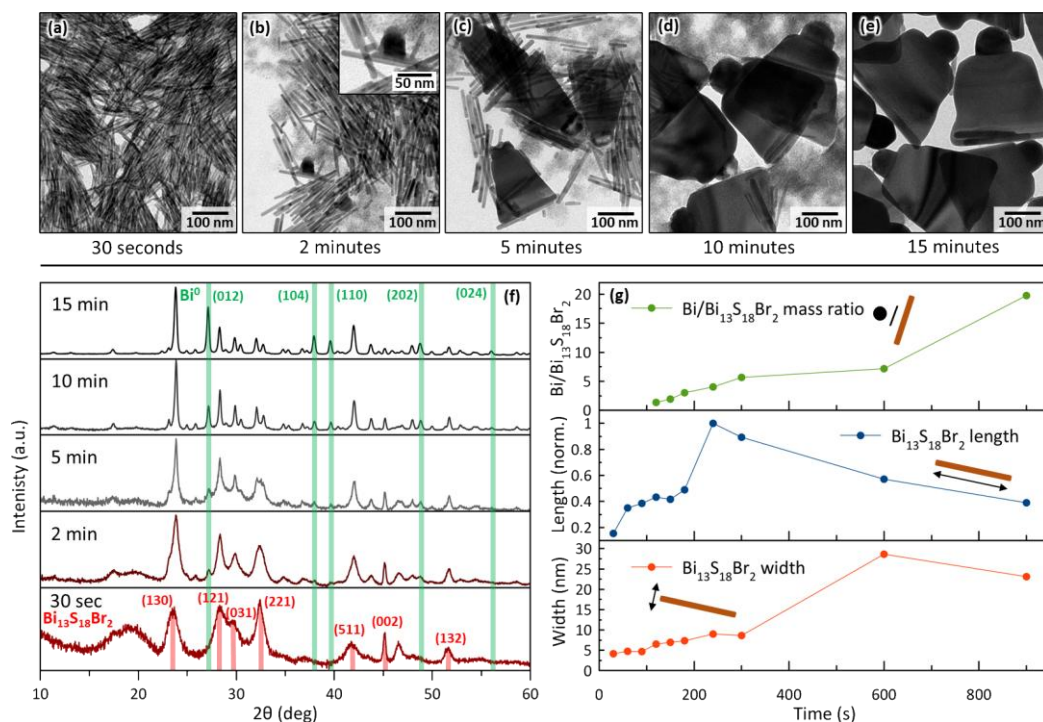 (a) (b) (c) (d) (e)
50 nm
100 nm 100 nm 100 nm 100 nm 100 nm
30 seconds 2 minutes 5 minutes 10 minutes 15 minutes
(f)
Bi⁰ (012) (104) (110) (202) (024)
15 min
10 min
5 min
2 min
30 sec
Bi₁₃S₁₈Br₂
(130) (121) (031) (221) (511) (002) (132)
Intenisty (a.u.)
10 20 30 40 50 60
2θ (deg)
(g)
Bi/Bi₁₃S₁₈Br₂ mass ratio
Bi/Bi₁₃S₁₈Br₂
20
15
10
5
0
Bi₁₃S₁₈Br₂ length
Length (norm.)
1
0.8
0.6
0.4
0.2
Bi₁₃S₁₈Br₂ width
Width (nm)
30
25
20
15
10
5
0
0 200 400 600 800
Time (s)